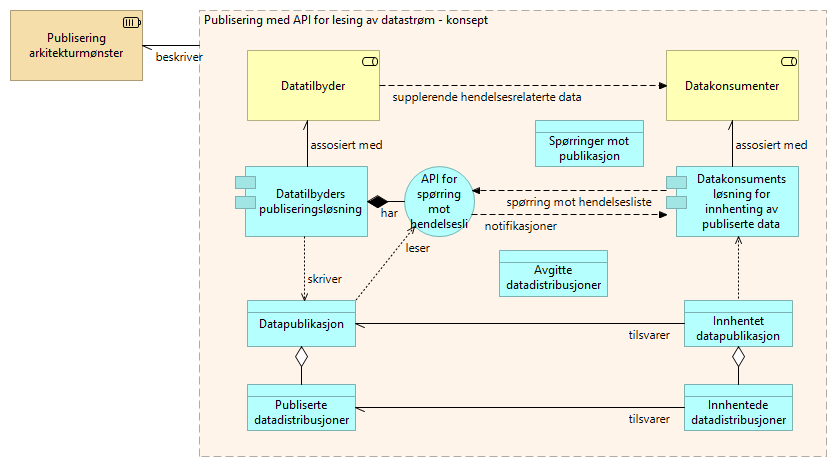 Publisering med API for lesing av datastrøm - konsept
Publisering
arkitekturmønster
beskriver
Datatilbyder
supplerende hendelsesrelaterte data
Datakonsumenter
assosiert med
Spørringer mot
publikasjon
assosiert med
Datatilbyders
publiseringsløsning
har
API for
spørring
mot
hendelsesli
spørring mot hendelsesliste
notifikasjoner
Datakonsuments
løsning for
innhenting av
publiserte data
leser
skriver
Avgitte
datadistribusjoner
Datapublikasjon
tilsvarer
Innhentet
datapublikasjon
Publiserte
datadistribusjoner
tilsvarer
Innhentede
datadistribusjoner